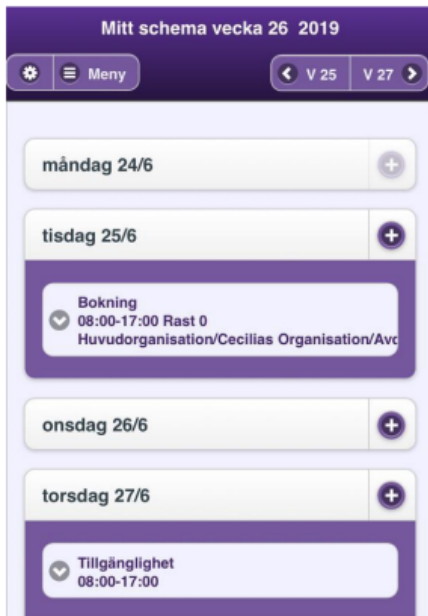 Mitt schema vecka 26 2019
Meny
V 25
V 27
måndag 24/6
tisdag 25/6
Bokning
08:00-17:00 Rast 0
Huvudorganisation/Cecilias Organisation/Avd
onsdag 26/6
torsdag 27/6
Tillgänglighet
08:00-17:00